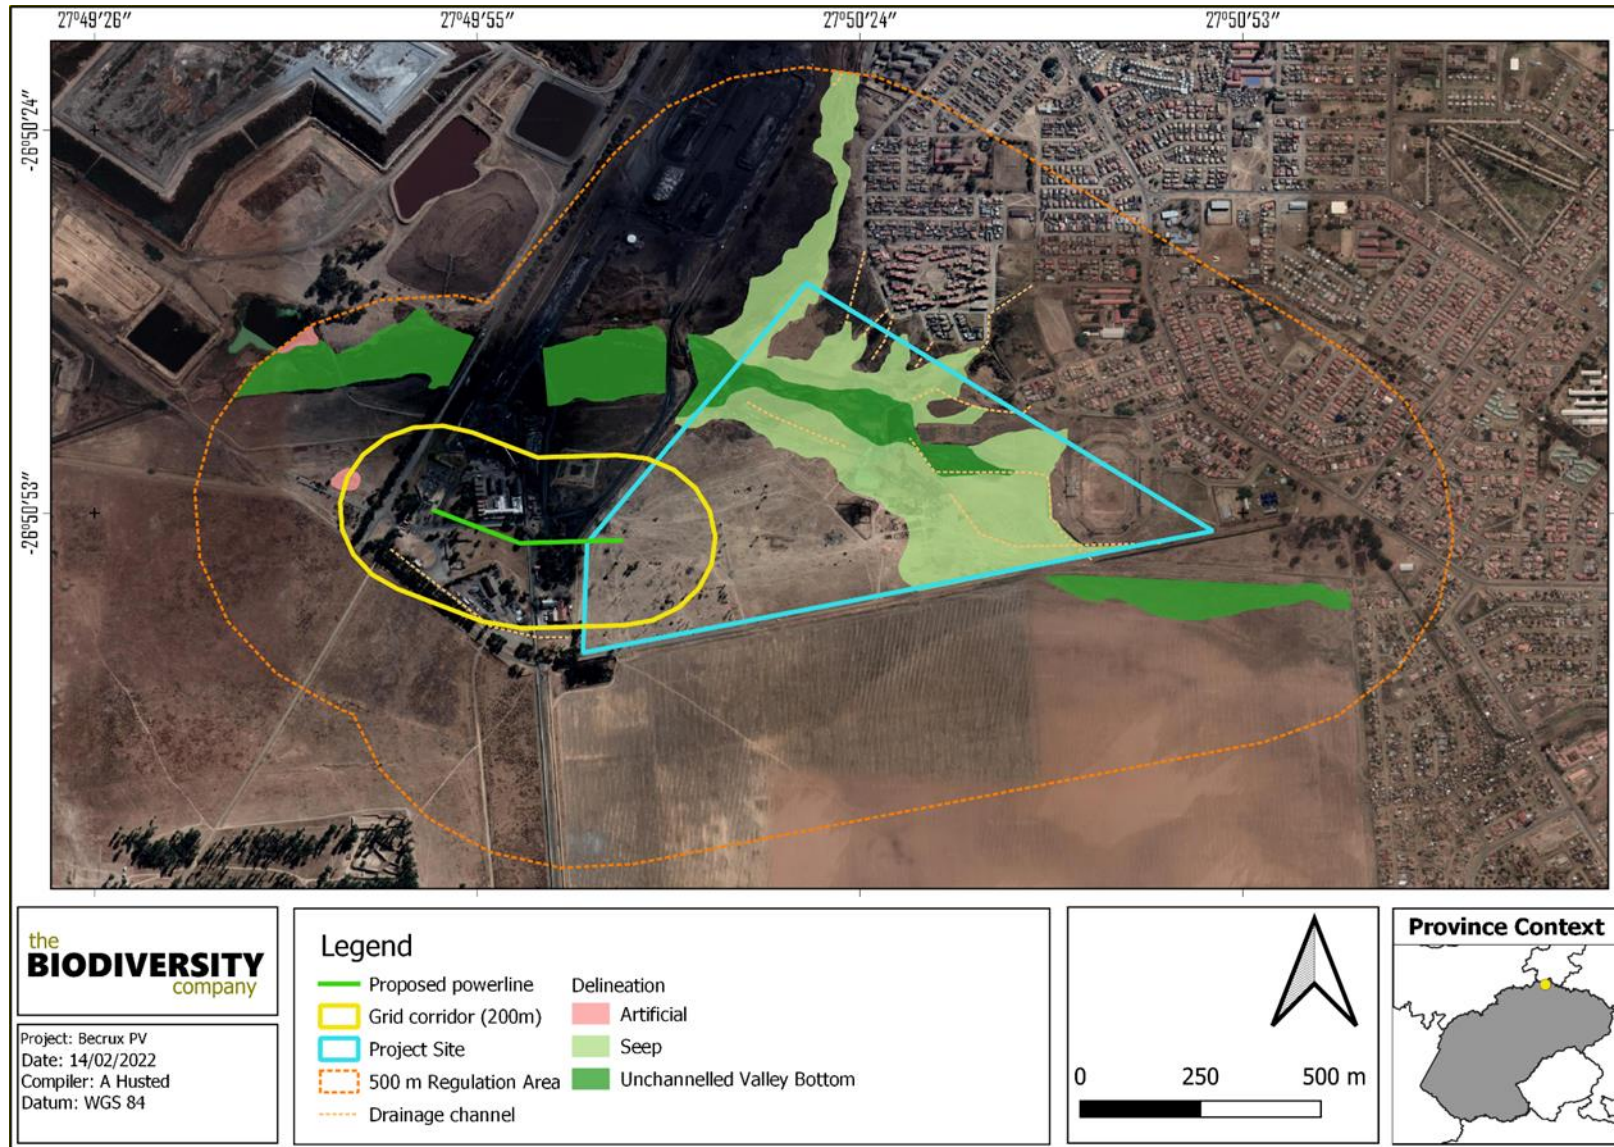 27°49'26" 27°49'55" 27°50'24" 27°50'53"
-26°50'24"
-26°50'53"
the
BIODIVERSITY
company
Project: Becrux PV
Date: 14/02/2022
Compiler: A Husted
Datum: WGS 84
Legend
Proposed powerline
Grid corridor (200m)
Project Site
500 m Regulation Area
Drainage channel
Delineation
Artificial
Seep
Unchannelled Valley Bottom
0 250 500 m
Province Context